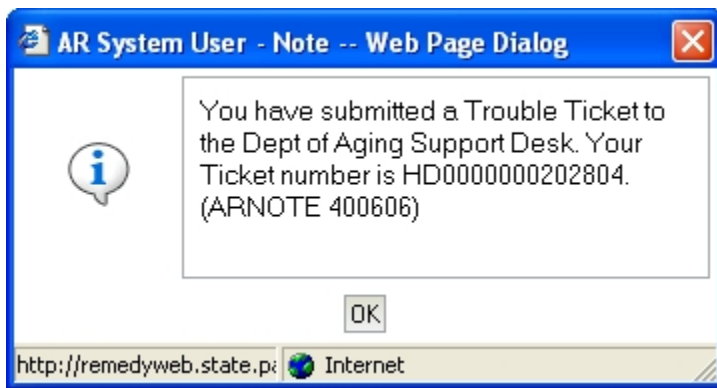 AR System User - Note -- Web Page Dialog
You have submitted a Trouble Ticket to
the Dept of Aging Support Desk. Your
Ticket number is HD0000000202804.
(ARNOTE 400606)
OK
http://remedyweb.state.pa Internet